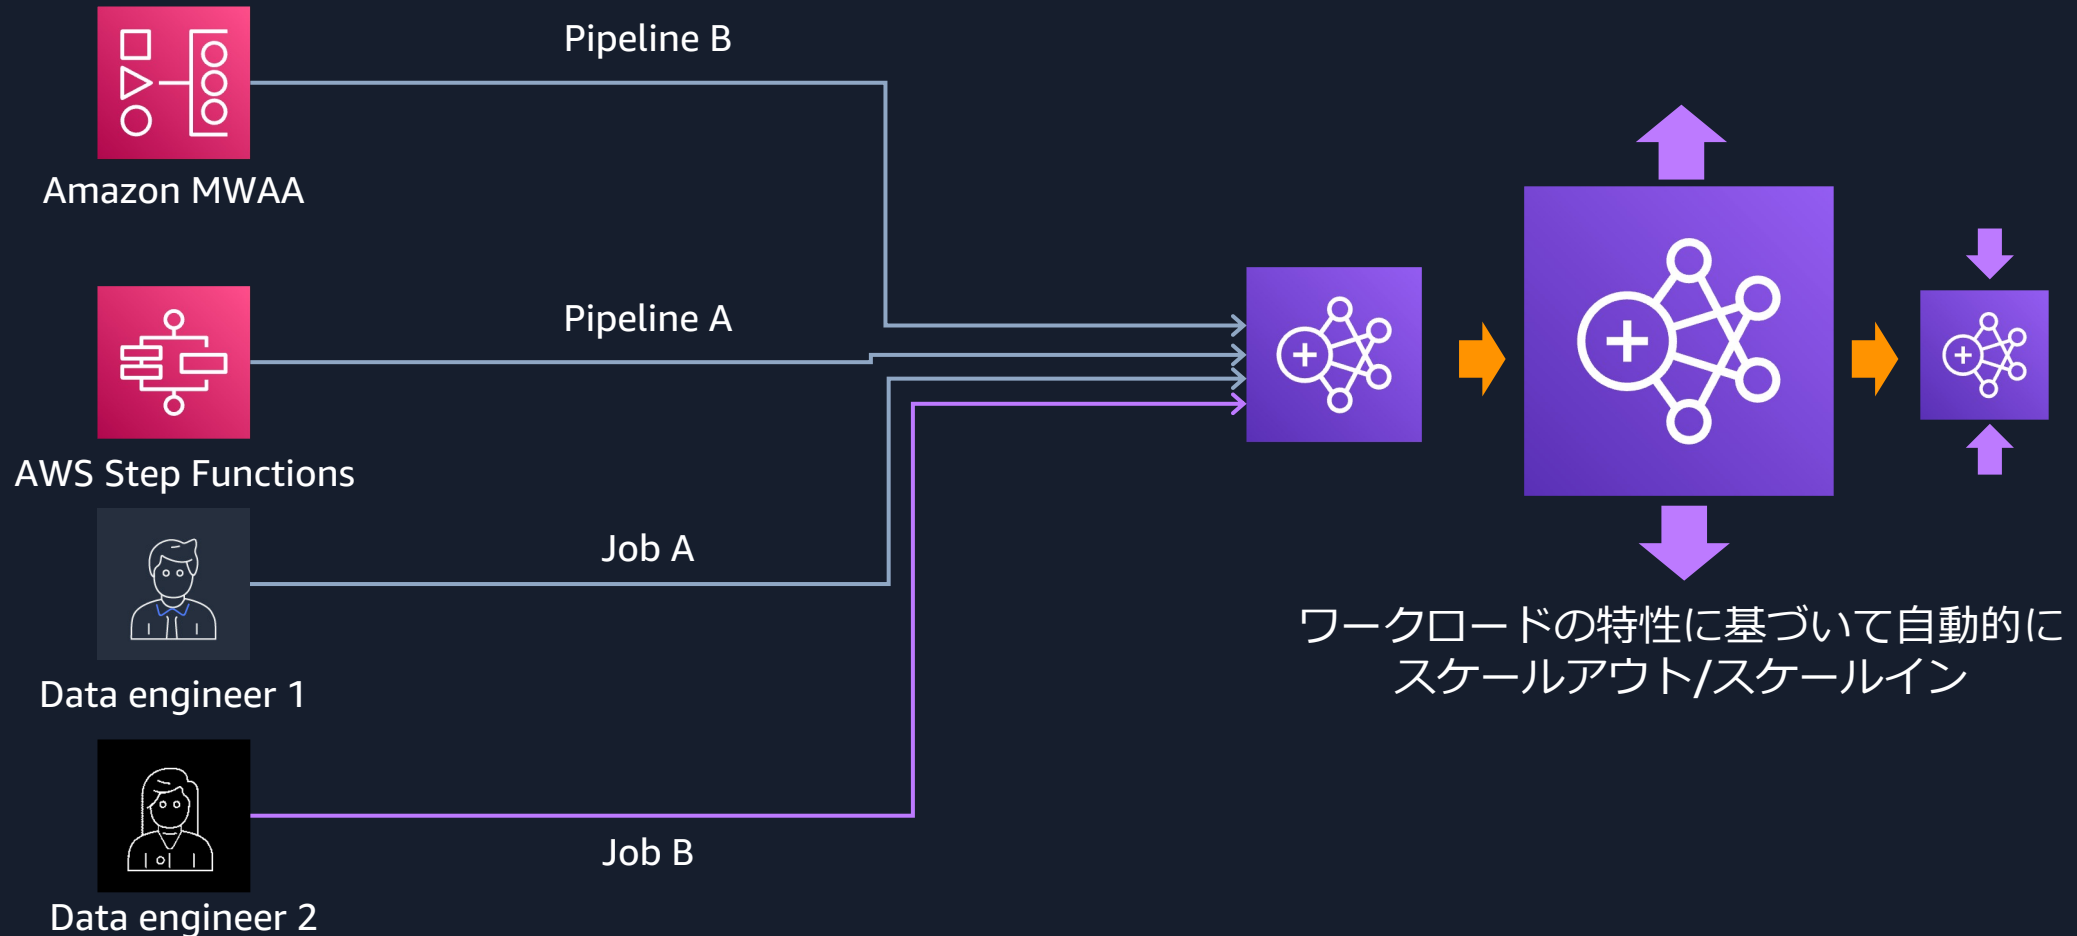 Pipeline B
Amazon MWAA
Pipeline A
AWS Step Functions
Job A
Data engineer 1
Job B
Data engineer 2
ワークロードの特性に基づいて自動的に
スケールアウト/スケールイン